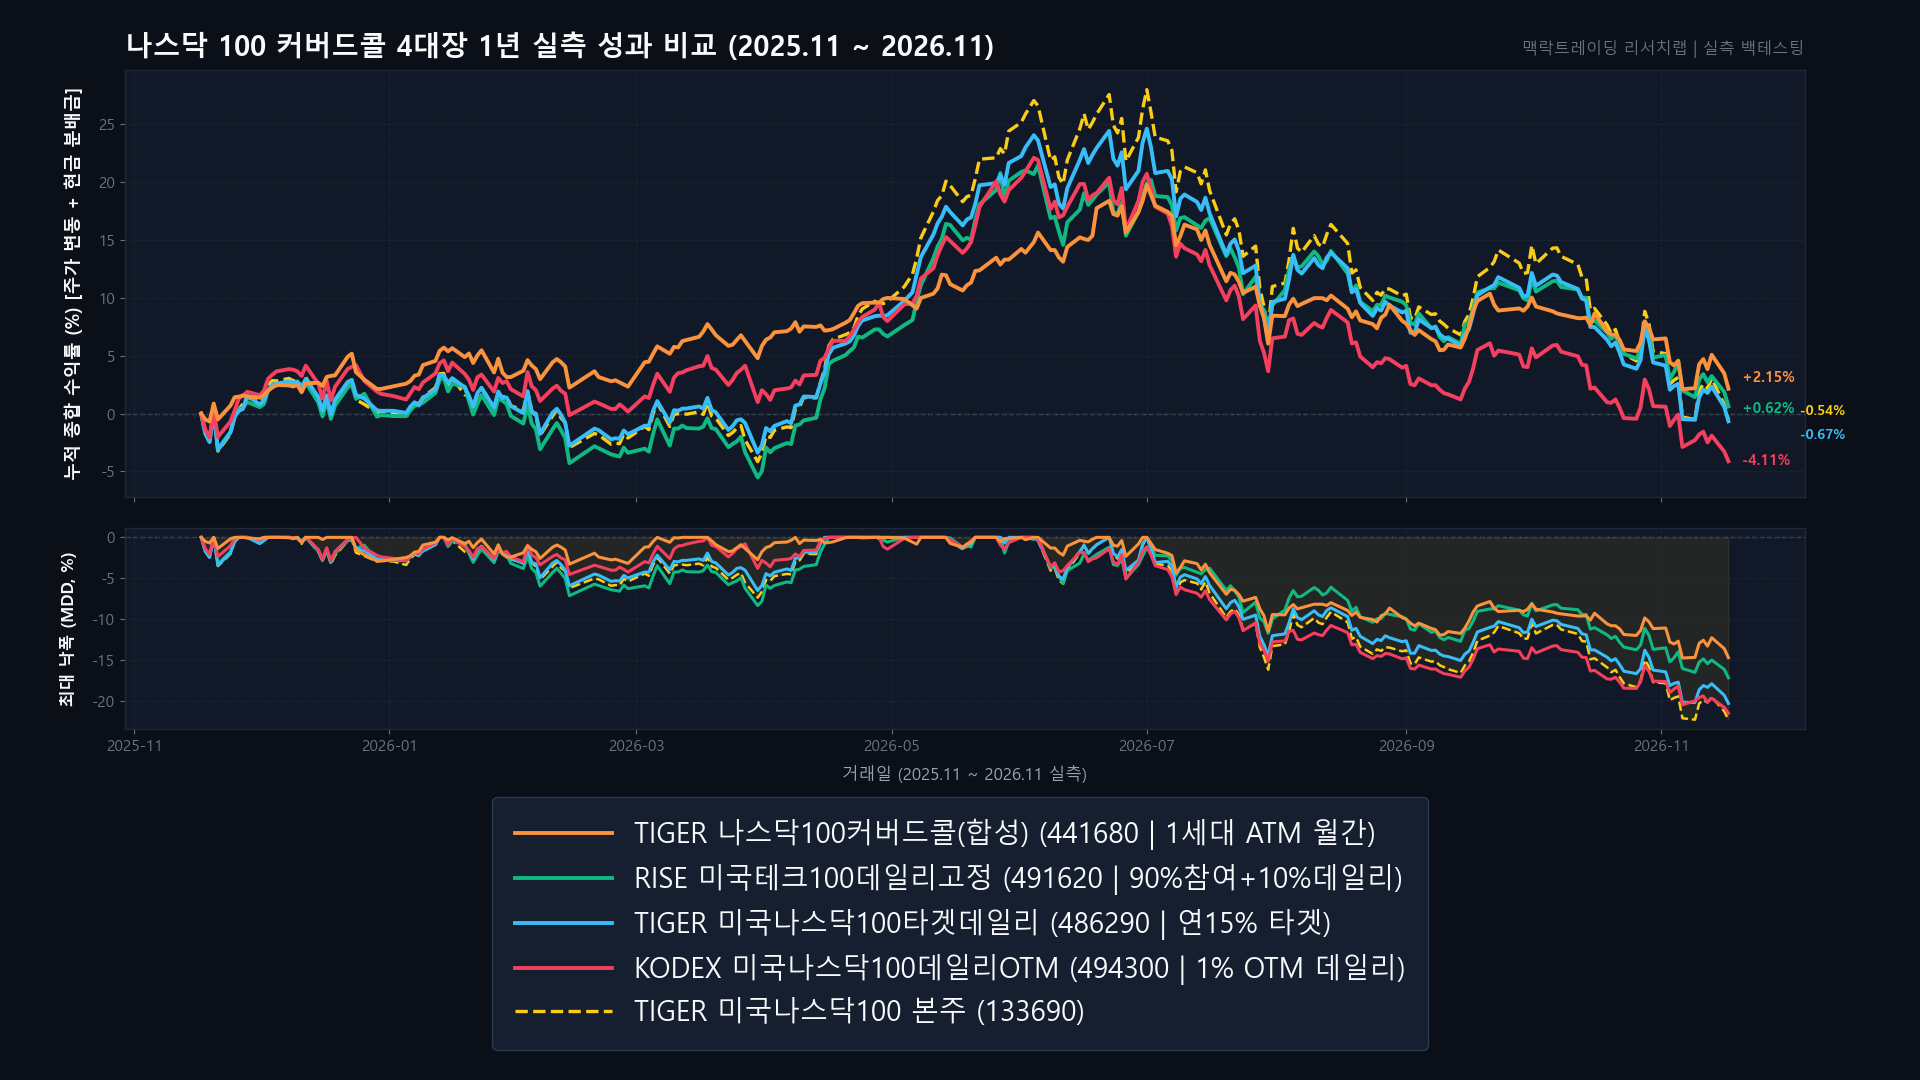 나스닥 100 커버드콜 4대장 1년 실측 성과 비교 (2025.11 ~ 2026.11)
맥락트레이딩 리서치랩 | 실측 백테스팅
누적 종합 수익률 (%) [주가 변동 + 현금 분배금]
25
20
15
10
5
0
-5
+2.15%
+0.62%
-0.54%
-0.67%
-4.11%
최대 낙폭 (MDD, %)
0
-5
-10
-15
-20
2025-11
2026-01
2026-03
2026-05
2026-07
2026-09
2026-11
거래일 (2025.11 ~ 2026.11 실측)
TIGER 나스닥100커버드콜(합성) (441680 | 1세대 ATM 월간)
RISE 미국테크100데일리고정 (491620 | 90%참여+10%데일리)
TIGER 미국나스닥100타겟데일리 (486290 | 연15% 타겟)
KODEX 미국나스닥100데일리OTM (494300 | 1% OTM 데일리)
TIGER 미국나스닥100 본주 (133690)